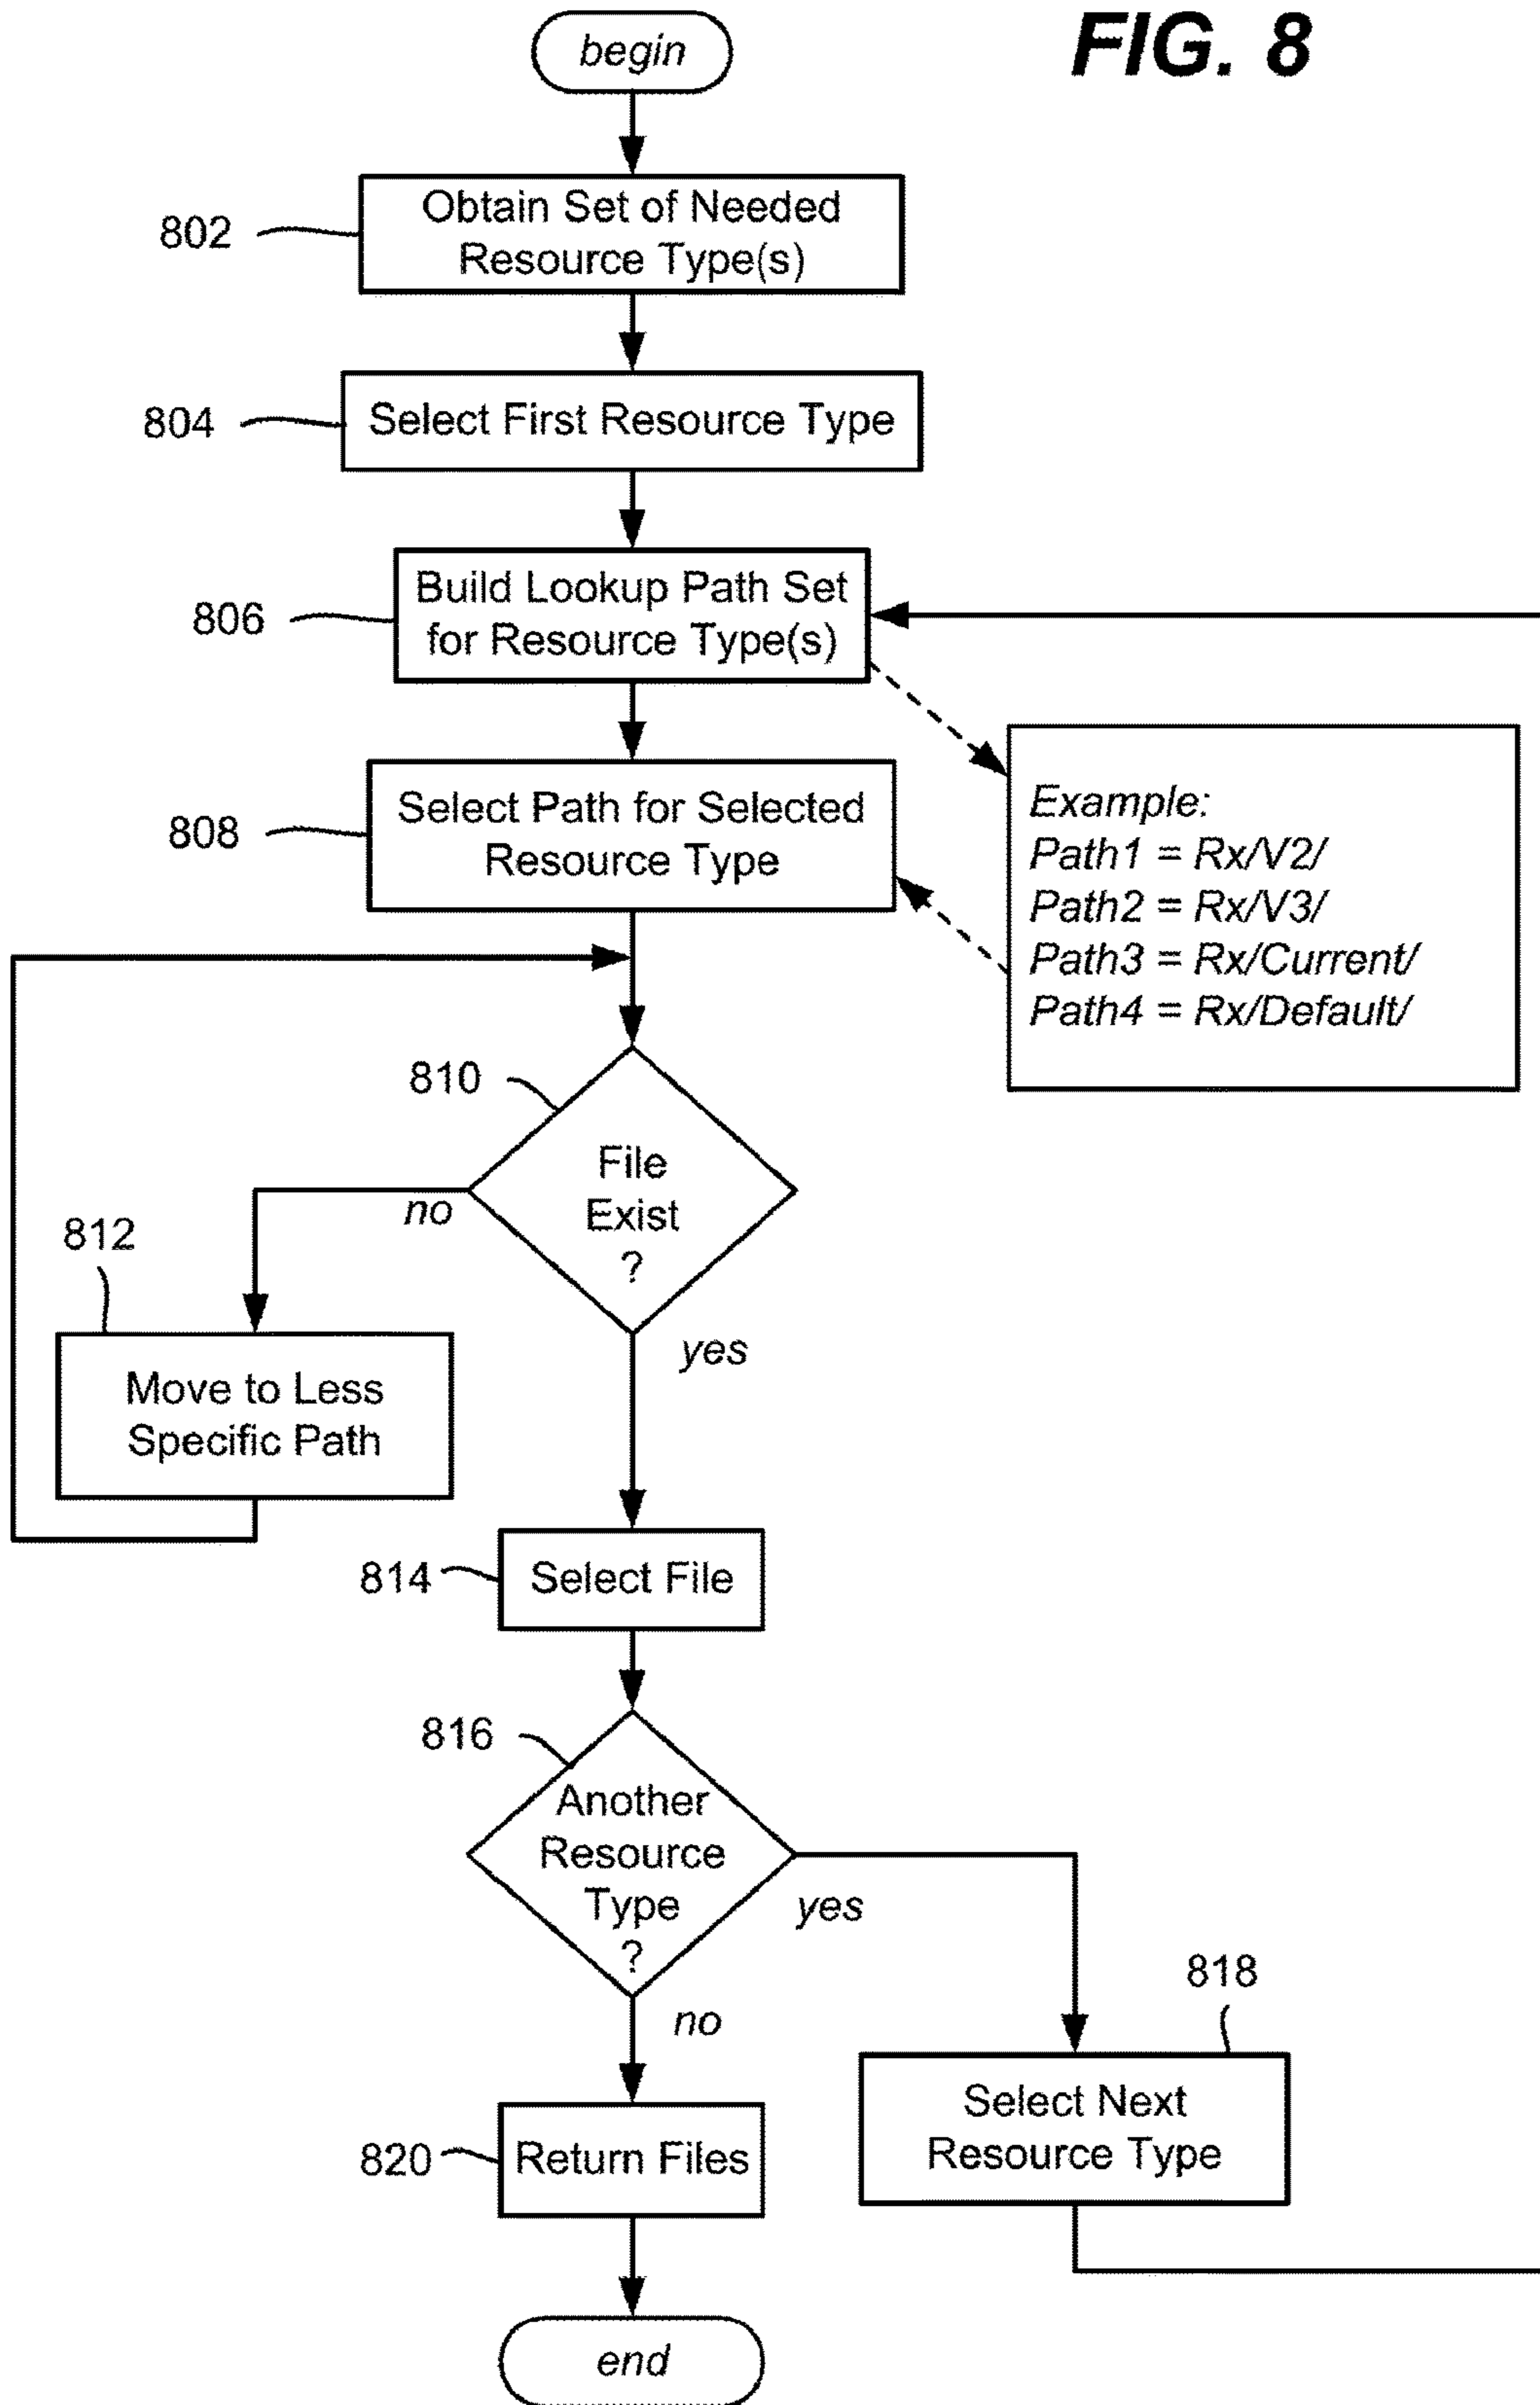 FIG. 8
begin
802
Obtain Set of Needed
Resource Type(s)
804
Select First Resource Type
806
Build Lookup Path Set
for Resource Type(s)
808
Select Path for Selected
Resource Type
Example:
Path1 = Rx/V2/
Path2 = Rx/V3/
Path3 = Rx/Current/
Path4 = Rx/Default/
810
File
Exist
?
no
yes
812
Move to Less
Specific Path
814
Select File
816
Another
Resource
Type
?
yes
no
818
Select Next
Resource Type
820
Return Files
end